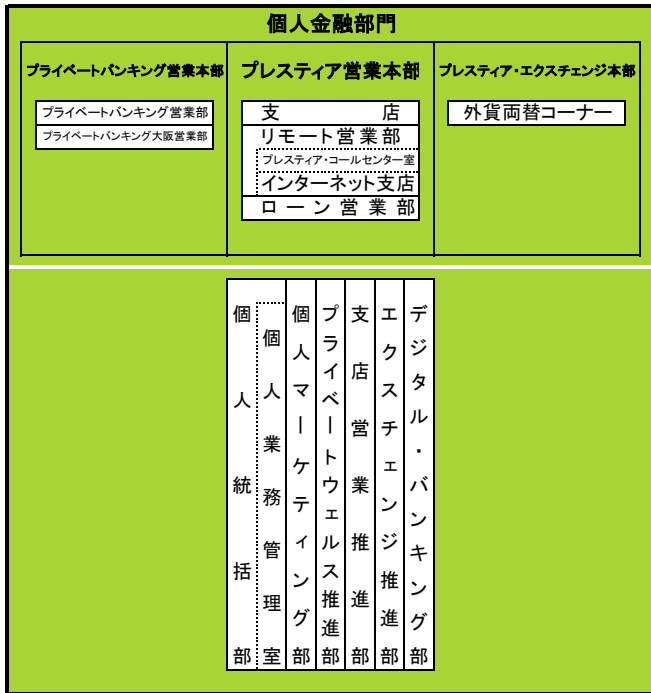 個人金融部門
プライベートバンキング営業本部
プライベートバンキング営業部
プライベートバンキング大阪営業部
プレスティア営業本部
支店
リモート営業部
プレスティア・コールセンター室
インターネット支店
ローン営業部
プレスティア・エクスチェンジ本部
外貨両替コーナー
個人統括部
個人業務管理室
個人マーケティング部
プライベートウェルス推進部
支店営業推進部
エクスチェンジ推進部
デジタル・バンキング部